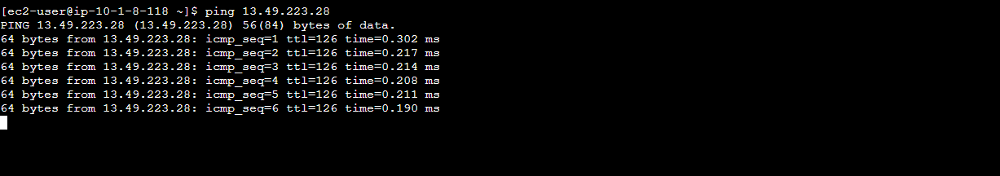 [ec2-user@ip-10-1-8-118 ~]$ ping 13.49.223.28
PING 13.49.223.28 (13.49.223.28) 56(84) bytes of data.
64 bytes from 13.49.223.28: icmp_seq=1 ttl=126 time=0.302 ms
64 bytes from 13.49.223.28: icmp_seq=2 ttl=126 time=0.217 ms
64 bytes from 13.49.223.28: icmp_seq=3 ttl=126 time=0.214 ms
64 bytes from 13.49.223.28: icmp_seq=4 ttl=126 time=0.208 ms
64 bytes from 13.49.223.28: icmp_seq=5 ttl=126 time=0.211 ms
64 bytes from 13.49.223.28: icmp_seq=6 ttl=126 time=0.190 ms